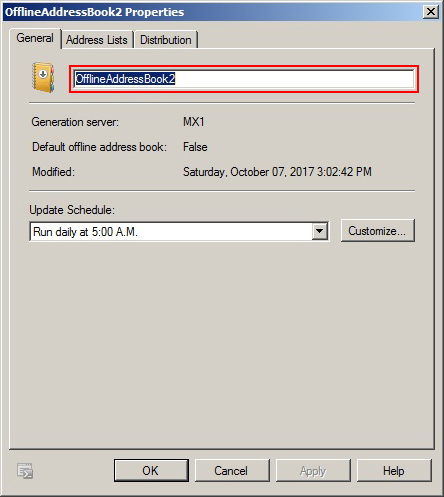 OfflineAddressBook2 Properties
General Address Lists Distribution
OfflineAddressBook2
Generation server: MX1
Default offline address book: False
Modified: Saturday, October 07, 2017 3:02:42 PM
Update Schedule:
Run daily at 5:00 A.M. Customize...
OK Cancel Apply Help